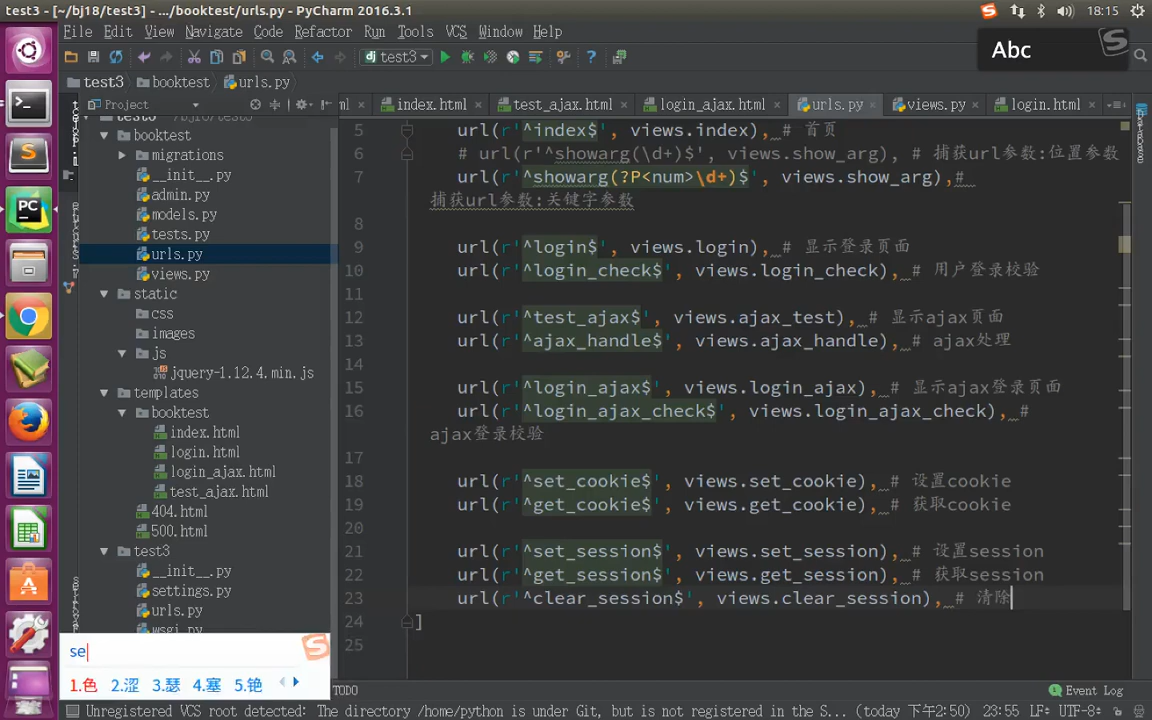 test3 - [~/bj18/test3] - .../booktest/urls.py - PyCharm 2016.3.1
18:15
File Edit View Navigate Code Refactor Run Tools VCS Window Help
Abc
test3
test3 booktest urls.py
Project
ml index.html test_ajax.html login_ajax.html urls.py views.py login.html
booktest
migrations
__init__.py
admin.py
models.py
tests.py
urls.py
views.py
static
css
images
js
jquery-1.12.4.min.js
templates
booktest
index.html
login.html
login_ajax.html
test_ajax.html
404.html
500.html
test3
__init__.py
settings.py
urls.py
wsgi.py
5 url(r'^index$', views.index), # 首页
6 # url(r'^showarg(\d+)$', views.show_arg), # 捕获url参数:位置参数
7 url(r'^showarg(?P<num>\d+)$', views.show_arg),#
捕获url参数:关键字参数
8
9 url(r'^login$', views.login), # 显示登录页面
10 url(r'^login_check$', views.login_check), # 用户登录校验
11
12 url(r'^test_ajax$', views.ajax_test), # 显示ajax页面
13 url(r'^ajax_handle$', views.ajax_handle), # ajax处理
14
15 url(r'^login_ajax$', views.login_ajax), # 显示ajax登录页面
16 url(r'^login_ajax_check$', views.login_ajax_check), #
ajax登录校验
17
18 url(r'^set_cookie$', views.set_cookie), # 设置cookie
19 url(r'^get_cookie$', views.get_cookie), # 获取cookie
20
21 url(r'^set_session$', views.set_session), # 设置session
22 url(r'^get_session$', views.get_session), # 获取session
23 url(r'^clear_session$', views.clear_session), # 清除
24 ]
25
se
1.色 2.涩 3.瑟 4.塞 5.铯
TODO
Event Log
Unregistered VCS root detected: The directory /home/python is under Git, but is not registered in the S... (today 下午2:50) 23:55 LF÷ UTF-8÷